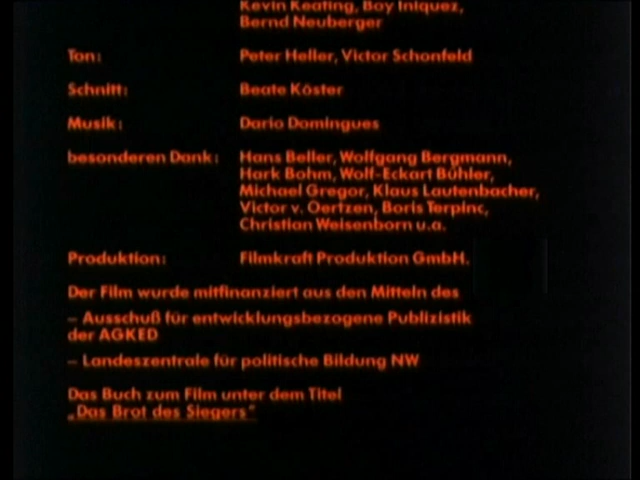 Kevin Keating, Boy Iniquez,
Bernd Neuberger
Ton: Peter Heller, Victor Schonfeld
Schnitt: Beate Köster
Musik: Dario Domingues
besonderen Dank: Hans Beller, Wolfgang Bergmann,
Hark Bohm, Wolf-Eckart Bühler,
Michael Gregor, Klaus Lautenbacher,
Victor v. Oertzen, Boris Terpinc,
Christian Weisenborn u.a.
Produktion: Filmkraft Produktion GmbH.
Der Film wurde mitfinanziert aus den Mitteln des
– Ausschuß für entwicklungsbezogene Publizistik
der AGKED
– Landeszentrale für politische Bildung NW
Das Buch zum Film unter dem Titel
„Das Brot des Siegers“